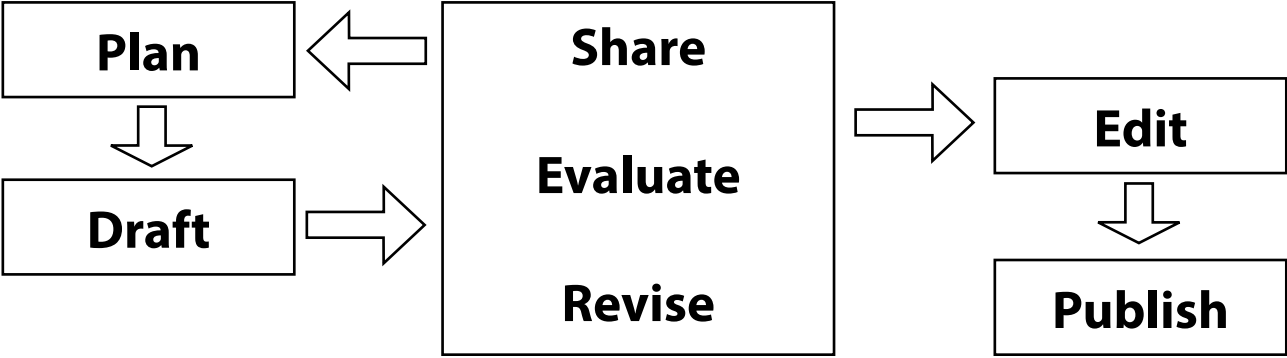 Plan
Draft
Share
Evaluate
Revise
Edit
Publish